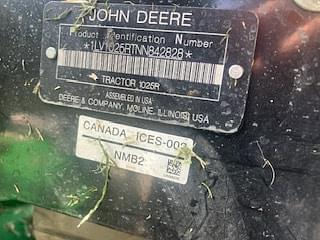 JOHN DEERE
Product Identification Number
*1LV1025RTNN842828*
TRACTOR 1025R
ASSEMBLED IN USA
DEERE & COMPANY, MOLINE, ILLINOIS, USA
CANADA ICES-002
NMB2